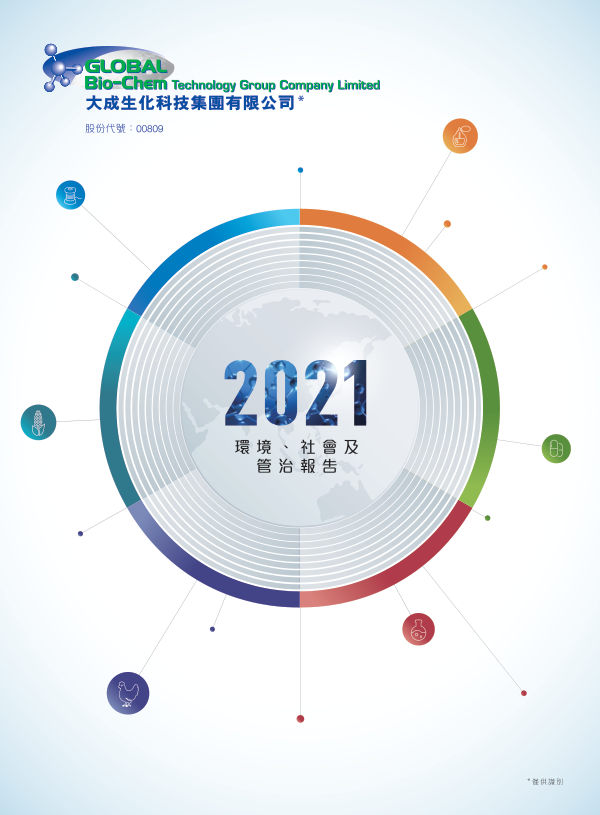 GLOBAL
Bio-Chem Technology Group Company Limited
大成生化科技集團有限公司*
股份代號：00809
2021
環境、社會及
管治報告
*僅供識別